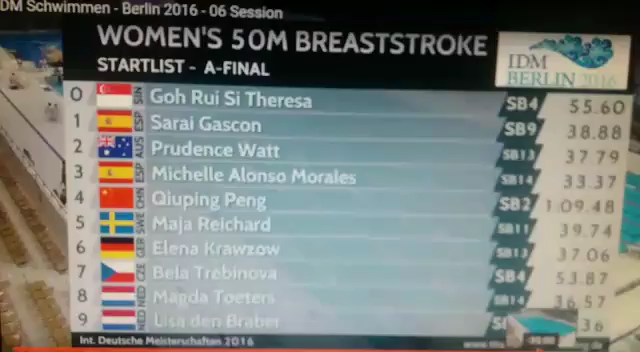 IDM Schwimmen - Berlin 2016 - 06 Session
WOMEN'S 50M BREASTSTROKE
STARTLIST - A-FINAL
IDM
BERLIN 2016
0 SIN Goh Rui Si Theresa SB4 55.60
1 ESP Sarai Gascon SB9 38.88
2 AUS Prudence Watt SB13 37.79
3 ESP Michelle Alonso Morales SB14 33.37
4 CHN Qiuping Peng SB2 1:09.48
5 SWE Maja Reichard SB11 39.74
6 GER Elena Krawzow SB13 37.06
7 CZE Bela Trebinova SB4 53.87
8 NED Magda Toeters SB14 36.57
9 NED Lisa den Braber 36
Int. Deutsche Meisterschaften 2016